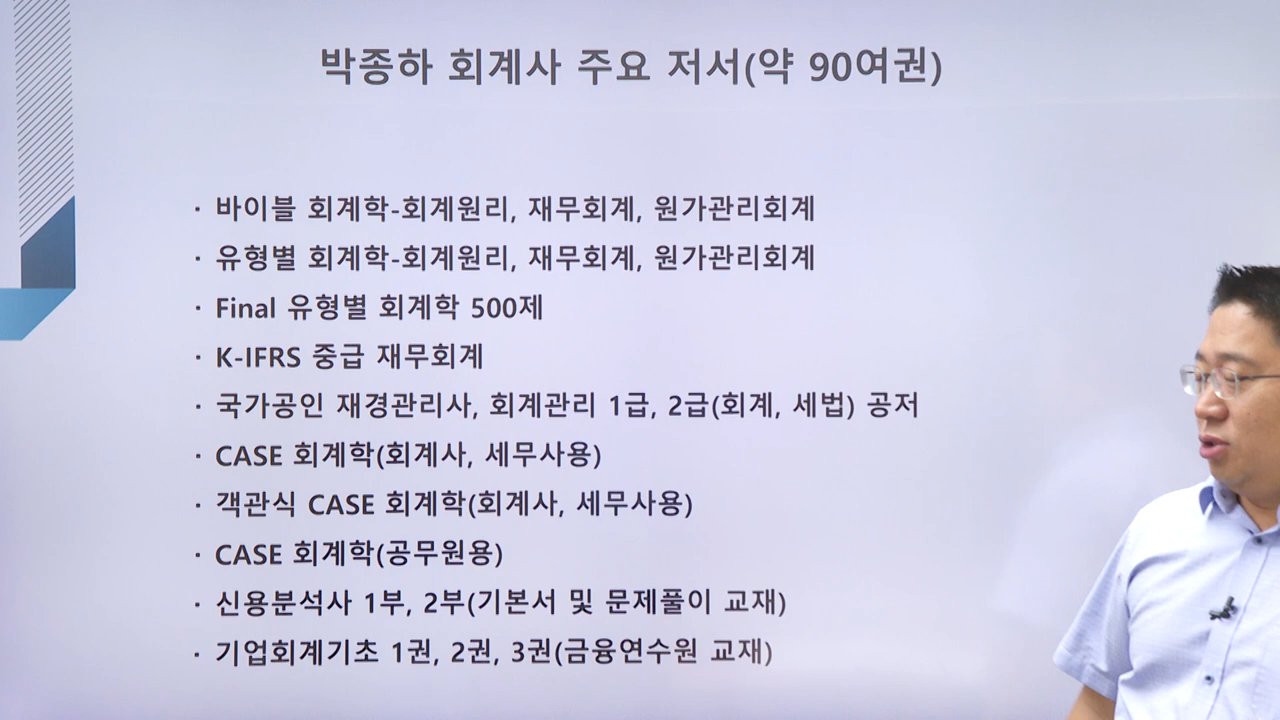 박종하 회계사 주요 저서(약 90여권)
· 바이블 회계학-회계원리, 재무회계, 원가관리회계
· 유형별 회계학-회계원리, 재무회계, 원가관리회계
· Final 유형별 회계학 500제
· K-IFRS 중급 재무회계
· 국가공인 재경관리사, 회계관리 1급, 2급(회계, 세법) 공저
· CASE 회계학(회계사, 세무사용)
· 객관식 CASE 회계학(회계사, 세무사용)
· CASE 회계학(공무원용)
· 신용분석사 1부, 2부(기본서 및 문제풀이 교재)
· 기업회계기초 1권, 2권, 3권(금융연수원 교재)